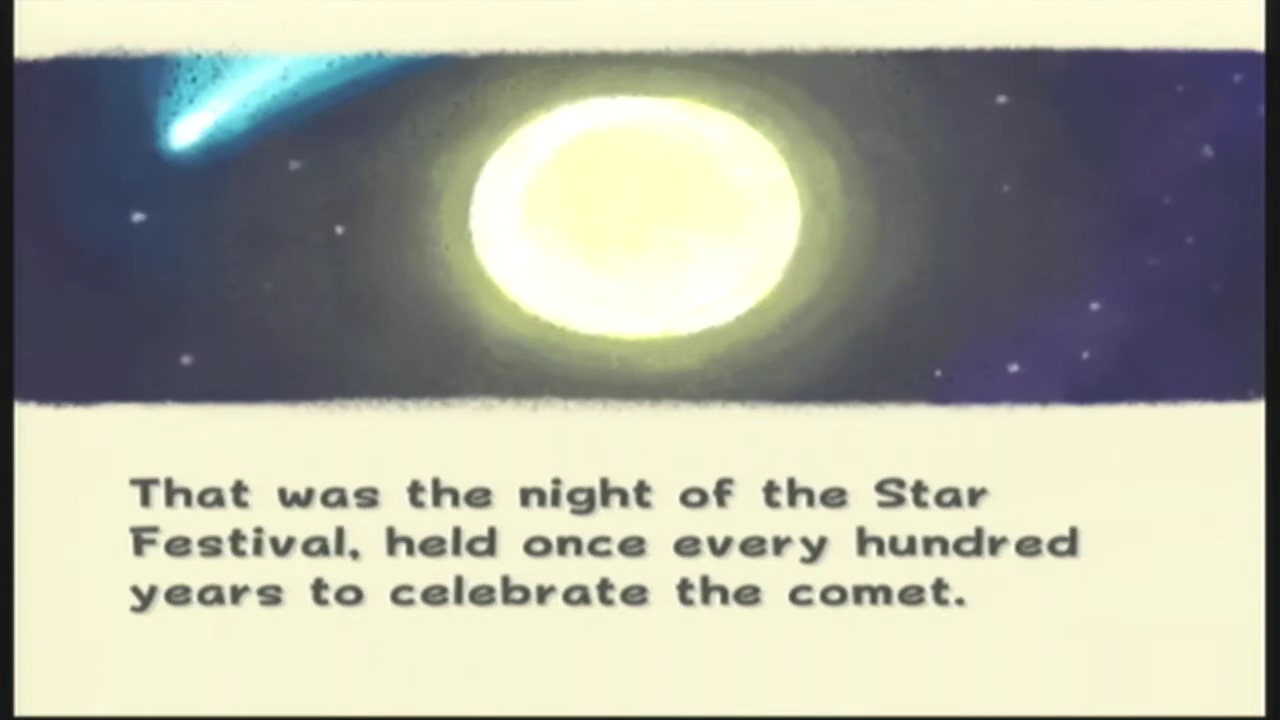 That was the night of the Star
Festival, held once every hundred
years to celebrate the comet.